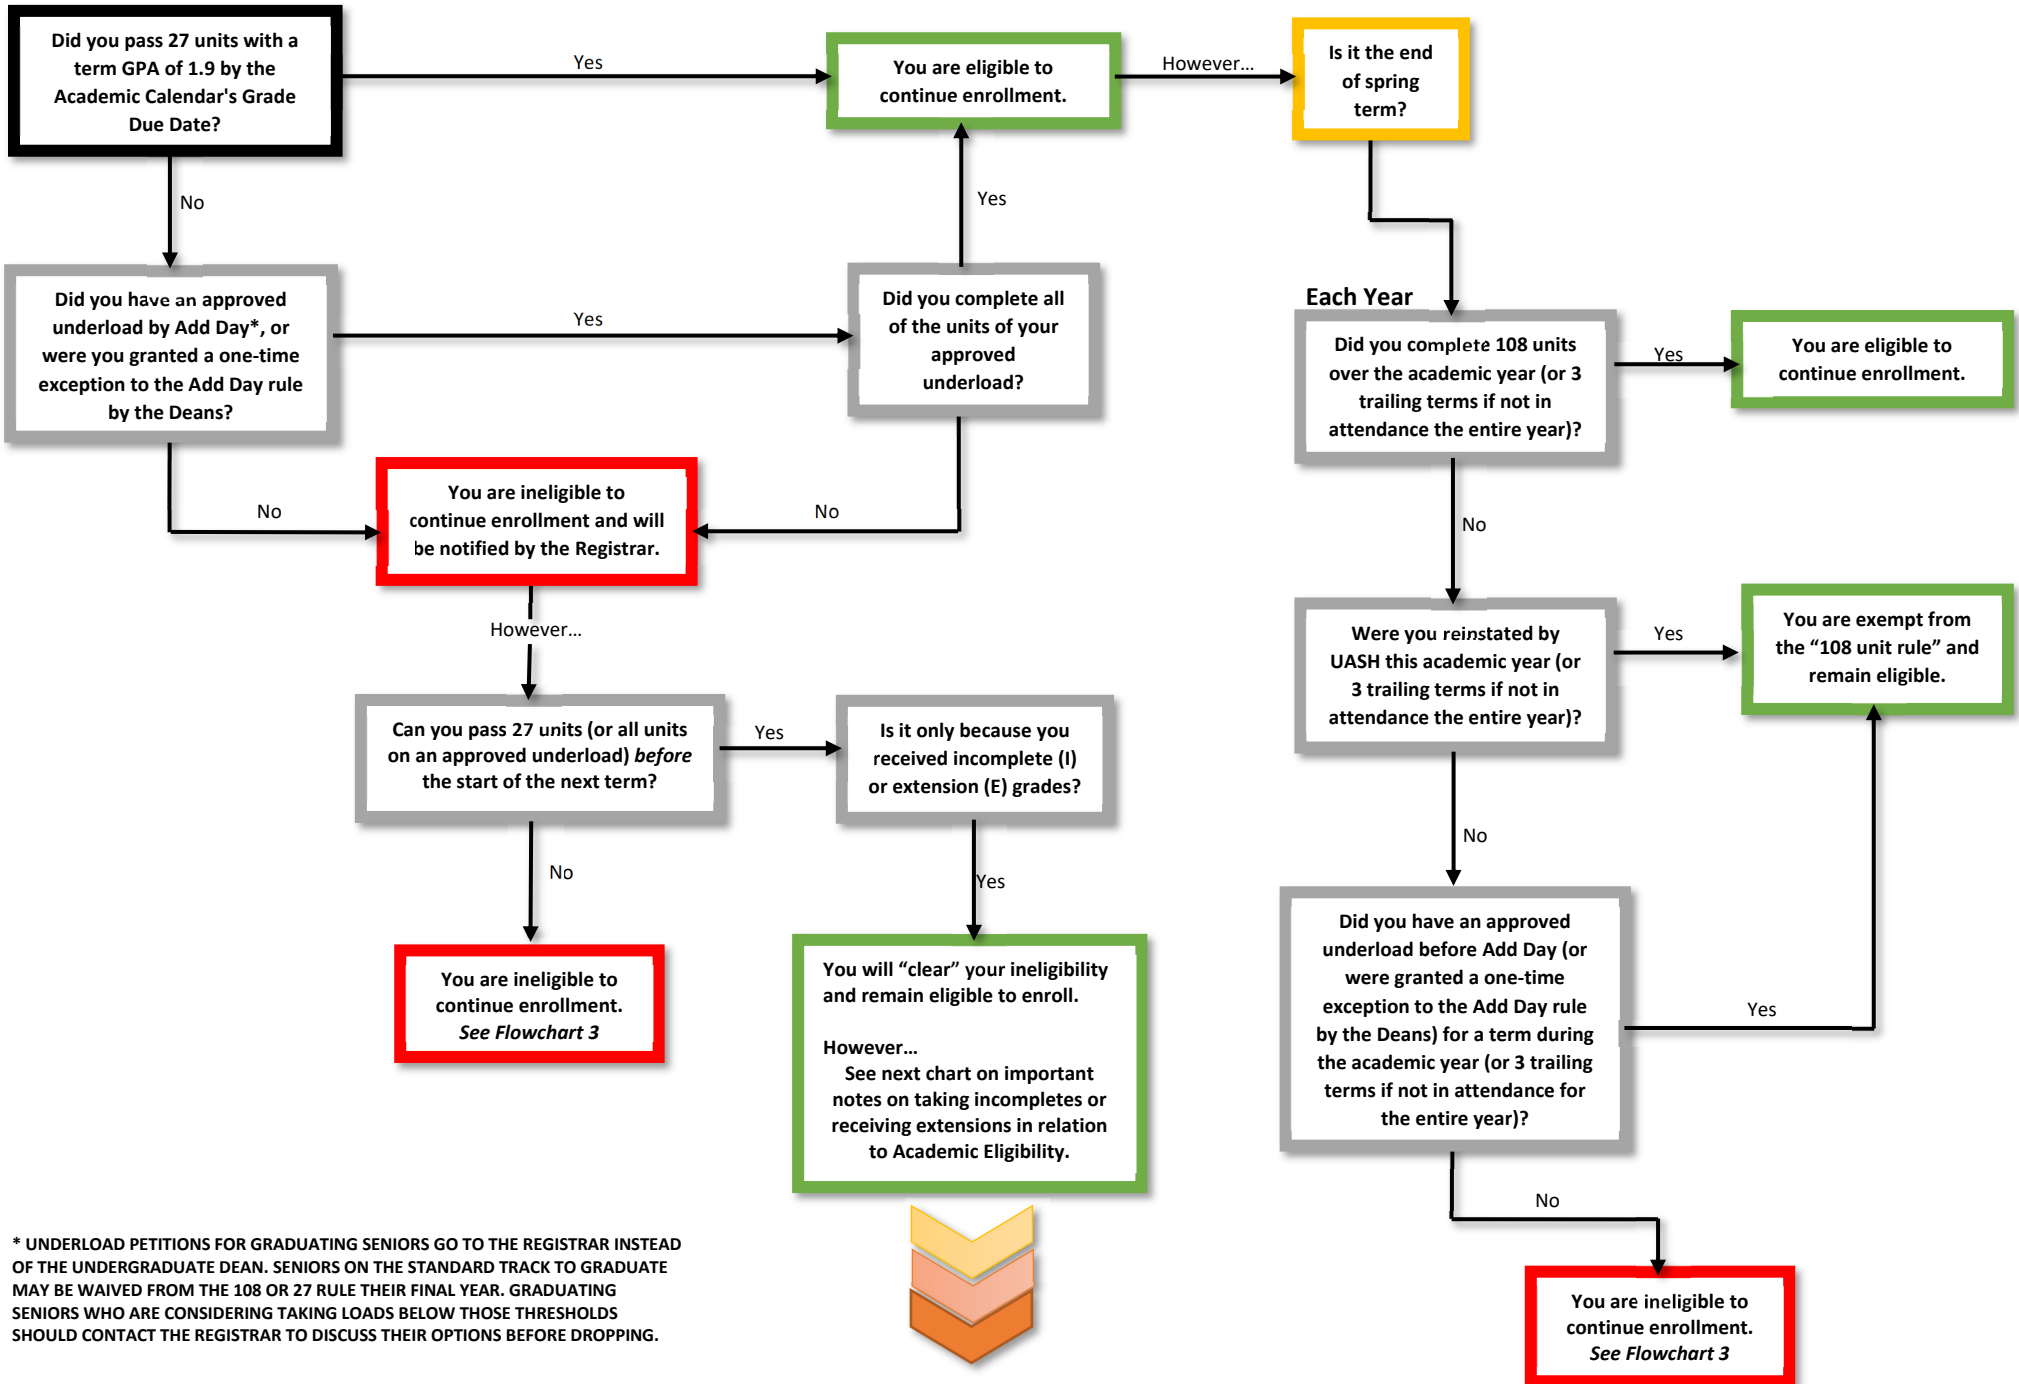 Did you pass 27 units with a
term GPA of 1.9 by the
Academic Calendar's Grade
Due Date?
Yes
You are eligible to
continue enrollment.
However...
Is it the end
of spring
term?
No
Yes
Did you have an approved
underload by Add Day*, or
were you granted a one-time
exception to the Add Day rule
by the Deans?
Yes
Did you complete all
of the units of your
approved
underload?
Each Year
Did you complete 108 units
over the academic year (or 3
trailing terms if not in
attendance the entire year)?
Yes
You are eligible to
continue enrollment.
No
You are ineligible to
continue enrollment and will
be notified by the Registrar.
No
No
However...
Were you reinstated by
UASH this academic year (or
3 trailing terms if not in
attendance the entire year)?
Yes
You are exempt from
the “108 unit rule” and
remain eligible.
Can you pass 27 units (or all units
on an approved underload) before
the start of the next term?
Yes
Is it only because you
received incomplete (I)
or extension (E) grades?
No
No
Yes
Did you have an approved
underload before Add Day (or
were granted a one-time
exception to the Add Day rule
by the Deans) for a term during
the academic year (or 3 trailing
terms if not in attendance for
the entire year)?
Yes
You are ineligible to
continue enrollment.
See Flowchart 3
You will “clear” your ineligibility
and remain eligible to enroll.
However...
See next chart on important
notes on taking incompletes or
receiving extensions in relation
to Academic Eligibility.
No
You are ineligible to
continue enrollment.
See Flowchart 3
* UNDERLOAD PETITIONS FOR GRADUATING SENIORS GO TO THE REGISTRAR INSTEAD
OF THE UNDERGRADUATE DEAN. SENIORS ON THE STANDARD TRACK TO GRADUATE
MAY BE WAIVED FROM THE 108 OR 27 RULE THEIR FINAL YEAR. GRADUATING
SENIORS WHO ARE CONSIDERING TAKING LOADS BELOW THOSE THRESHOLDS
SHOULD CONTACT THE REGISTRAR TO DISCUSS THEIR OPTIONS BEFORE DROPPING.